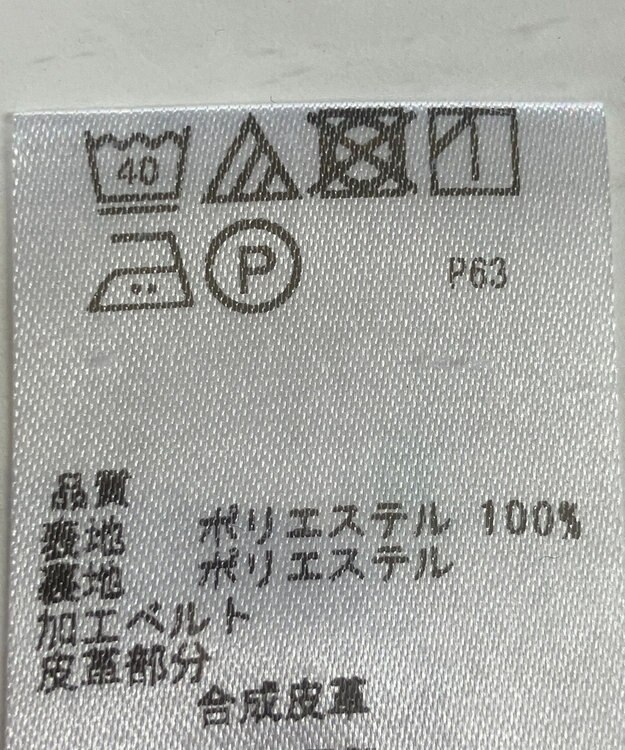 40
P P63
品質
表地 ポリエステル 100%
裏地 ポリエステル
加工ベルト
皮革部分
合成皮革